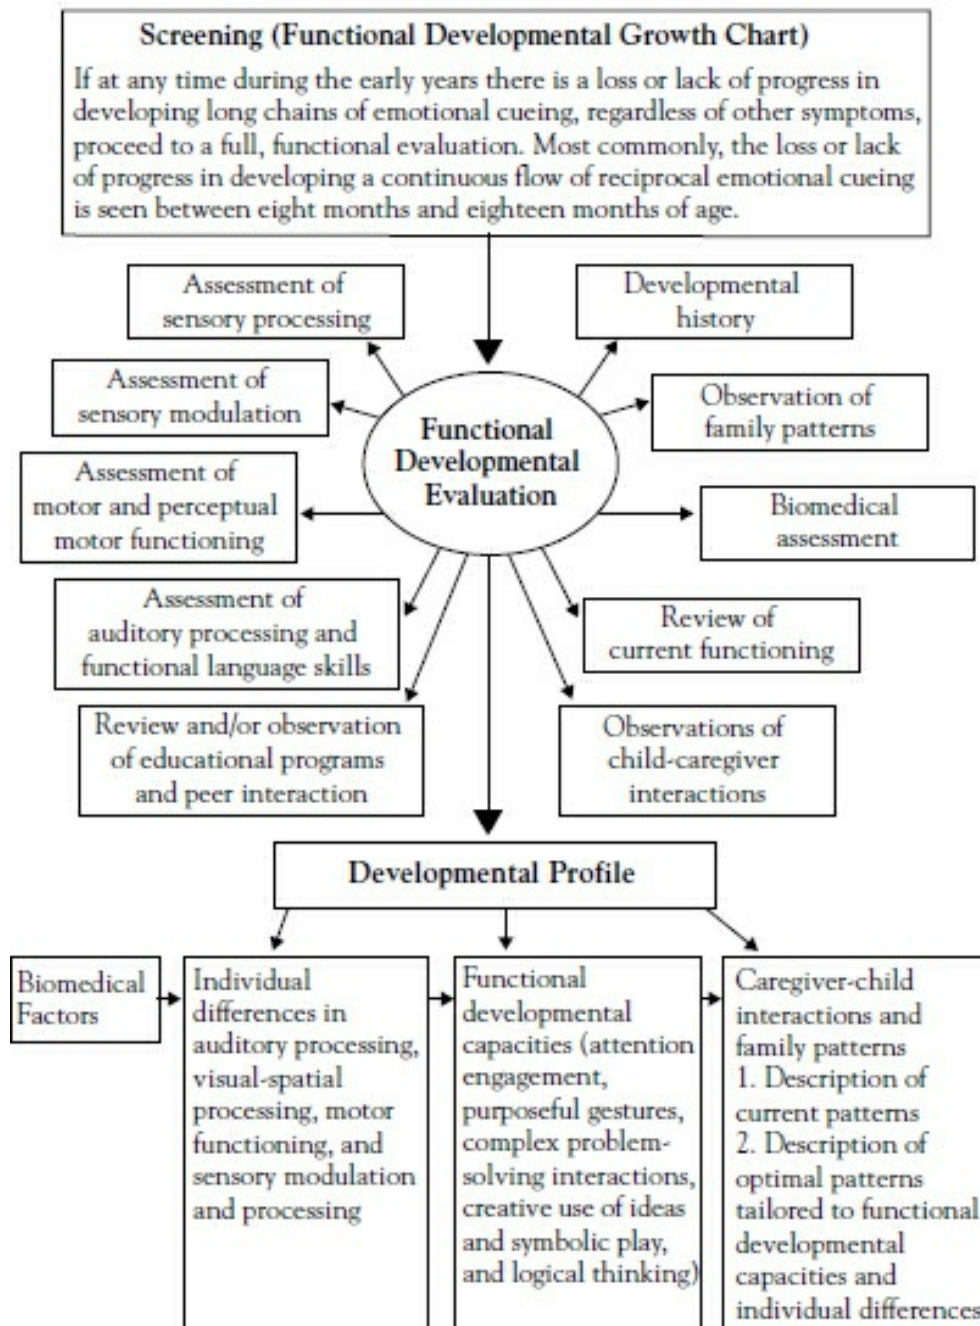 Screening (Functional Developmental Growth Chart)
If at any time during the early years there is a loss or lack of progress in
developing long chains of emotional cueing, regardless of other symptoms,
proceed to a full, functional evaluation. Most commonly, the loss or lack
of progress in developing a continuous flow of reciprocal emotional cueing
is seen between eight months and eighteen months of age.
Assessment of
sensory processing
Developmental
history
Assessment of
sensory modulation
Observation of
family patterns
Functional
Developmental
Evaluation
Assessment of
motor and perceptual
motor functioning
Biomedical
assessment
Assessment of
auditory processing and
functional language skills
Review of
current functioning
Review and/or observation
of educational programs
and peer interaction
Observations of
child-caregiver
interactions
Developmental Profile
Biomedical
Factors
Individual
differences in
auditory processing,
visual-spatial
processing, motor
functioning, and
sensory modulation
and processing
Functional
developmental
capacities (attention
engagement,
purposeful gestures,
complex problem-
solving interactions,
creative use of ideas
and symbolic play,
and logical thinking)
Caregiver-child
interactions and
family patterns
1. Description of
current patterns
2. Description of
optimal patterns
tailored to functional
developmental
capacities and
individual differences